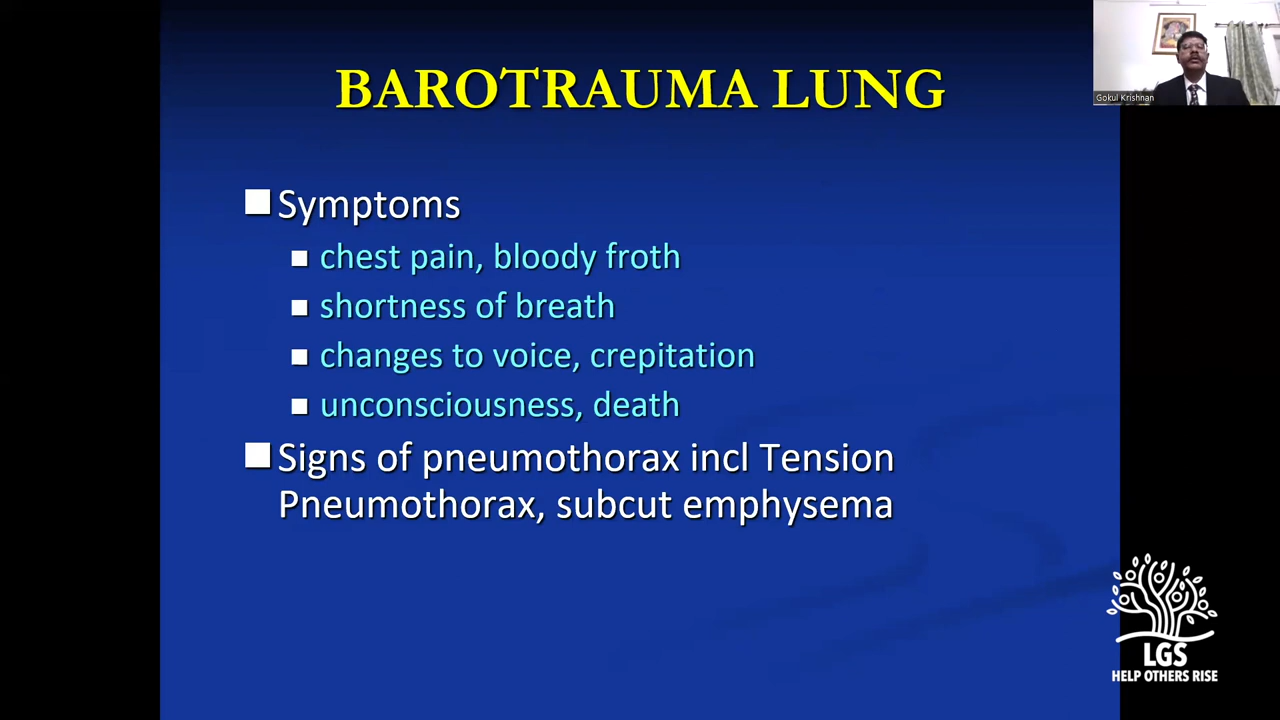 BAROTRAUMA LUNG
Gokul Krishnan
Symptoms
chest pain, bloody froth
shortness of breath
changes to voice, crepitation
unconsciousness, death
Signs of pneumothorax incl Tension
Pneumothorax, subcut emphysema
LGS
HELP OTHERS RISE